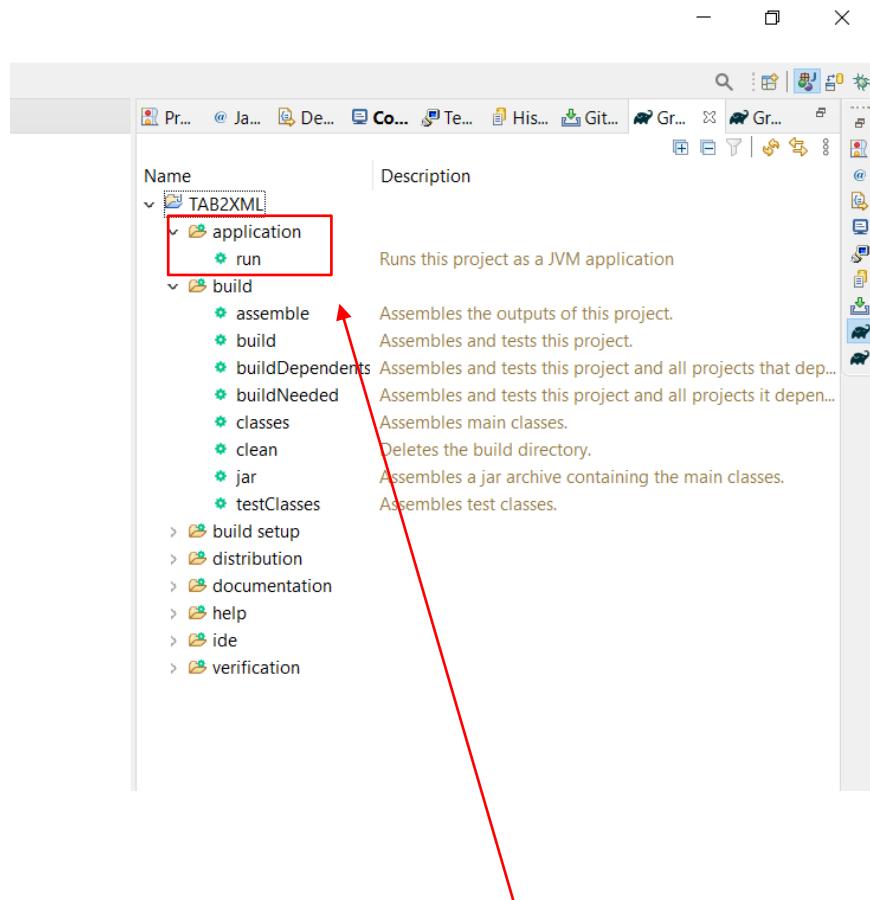 Pr... Ja... De... Co... Te... His... Git... Gr... Gr...
Name Description
TAB2XML
application
run Runs this project as a JVM application
build
assemble Assembles the outputs of this project.
build Assembles and tests this project.
buildDependents Assembles and tests this project and all projects that dep...
buildNeeded Assembles and tests this project and all projects it depen...
classes Assembles main classes.
clean Deletes the build directory.
jar Assembles a jar archive containing the main classes.
testClasses Assembles test classes.
build setup
distribution
documentation
help
ide
verification